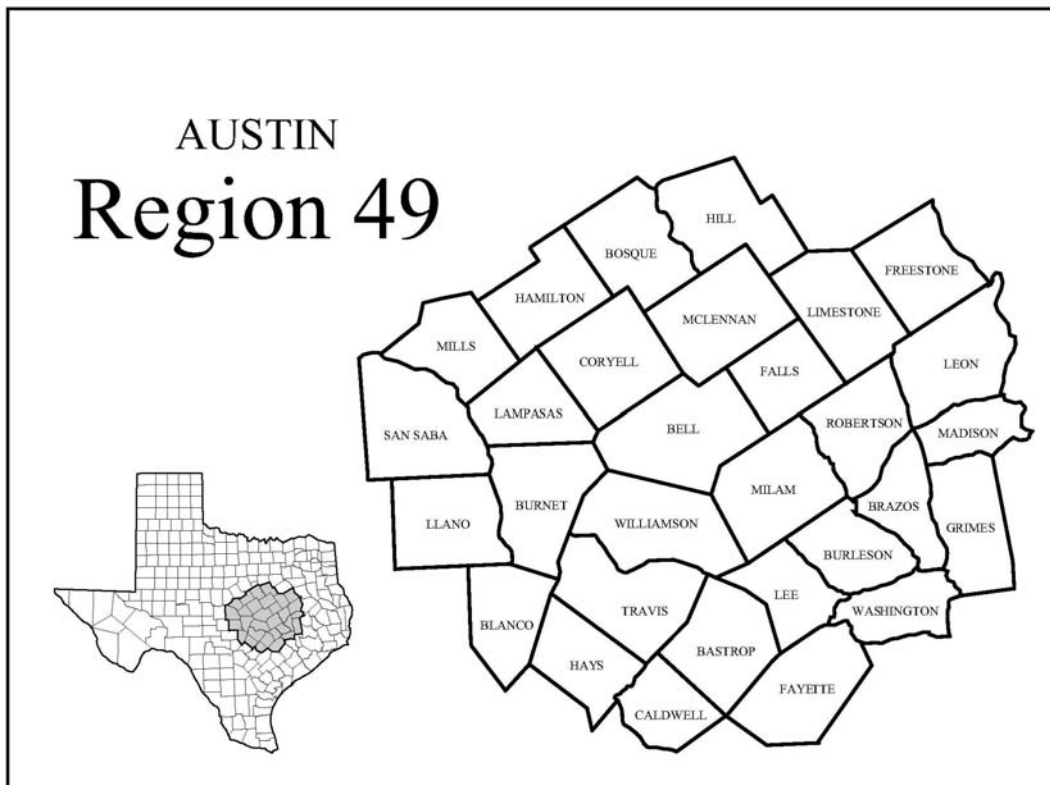 AUSTIN
Region 49
HILL
BOSQUE
FREESTONE
HAMILTON
LIMESTONE
MCLENNAN
MILLS
CORYELL
FALLS
LEON
LAMPASAS
ROBERTSON
BELL
SAN SABA
MADISON
MILAM
BURNET
BRAZOS
LLANO
WILLIAMSON
GRIMES
BURLESON
LEE
TRAVIS
WASHINGTON
BLANCO
BASTROP
HAYS
FAYETTE
CALDWELL